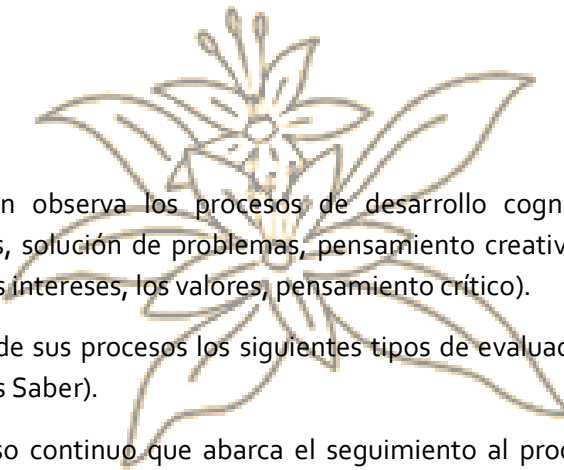 n observa los procesos de desarrollo cogn
s, solución de problemas, pensamiento creativ
s intereses, los valores, pensamiento crítico).
de sus procesos los siguientes tipos de evaluac
s Saber).
so continuo que abarca el seguimiento al proc